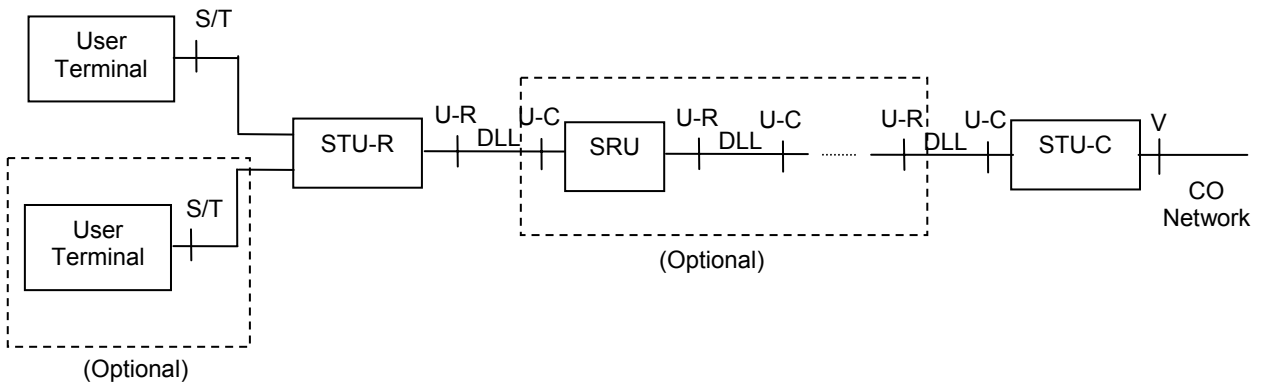 S/T
User
Terminal
STU-R
U-R
DLL
U-C
SRU
U-R
DLL
U-C
U-R
DLL
U-C
STU-C
V
CO
Network
(Optional)
S/T
User
Terminal
(Optional)